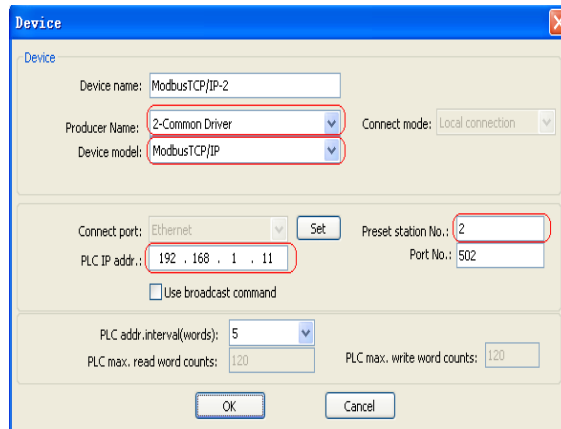 Device
Device
Device name: ModbusTCP/IP-2
Producer Name: 2-Common Driver Connect mode: Local connection
Device model: ModbusTCP/IP
Connect port: Ethernet Set Preset station No.: 2
PLC IP addr.: 192 . 168 . 1 . 11 Port No.: 502
Use broadcast command
PLC addr.interval(words): 5
PLC max. read word counts: 120 PLC max. write word counts: 120
OK Cancel